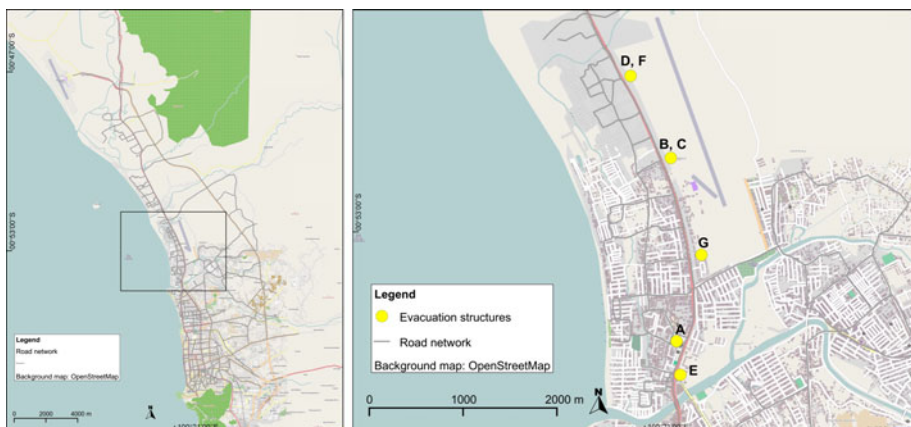 00°47'00"S
00°53'00"S
Legend
Road network
Background map: OpenStreetMap
0 2000 4000 m
N
00°53'00"S
D, F
B, C
G
A
E
Legend
Evacuation structures
Road network
Background map: OpenStreetMap
0 1000 2000 m
N